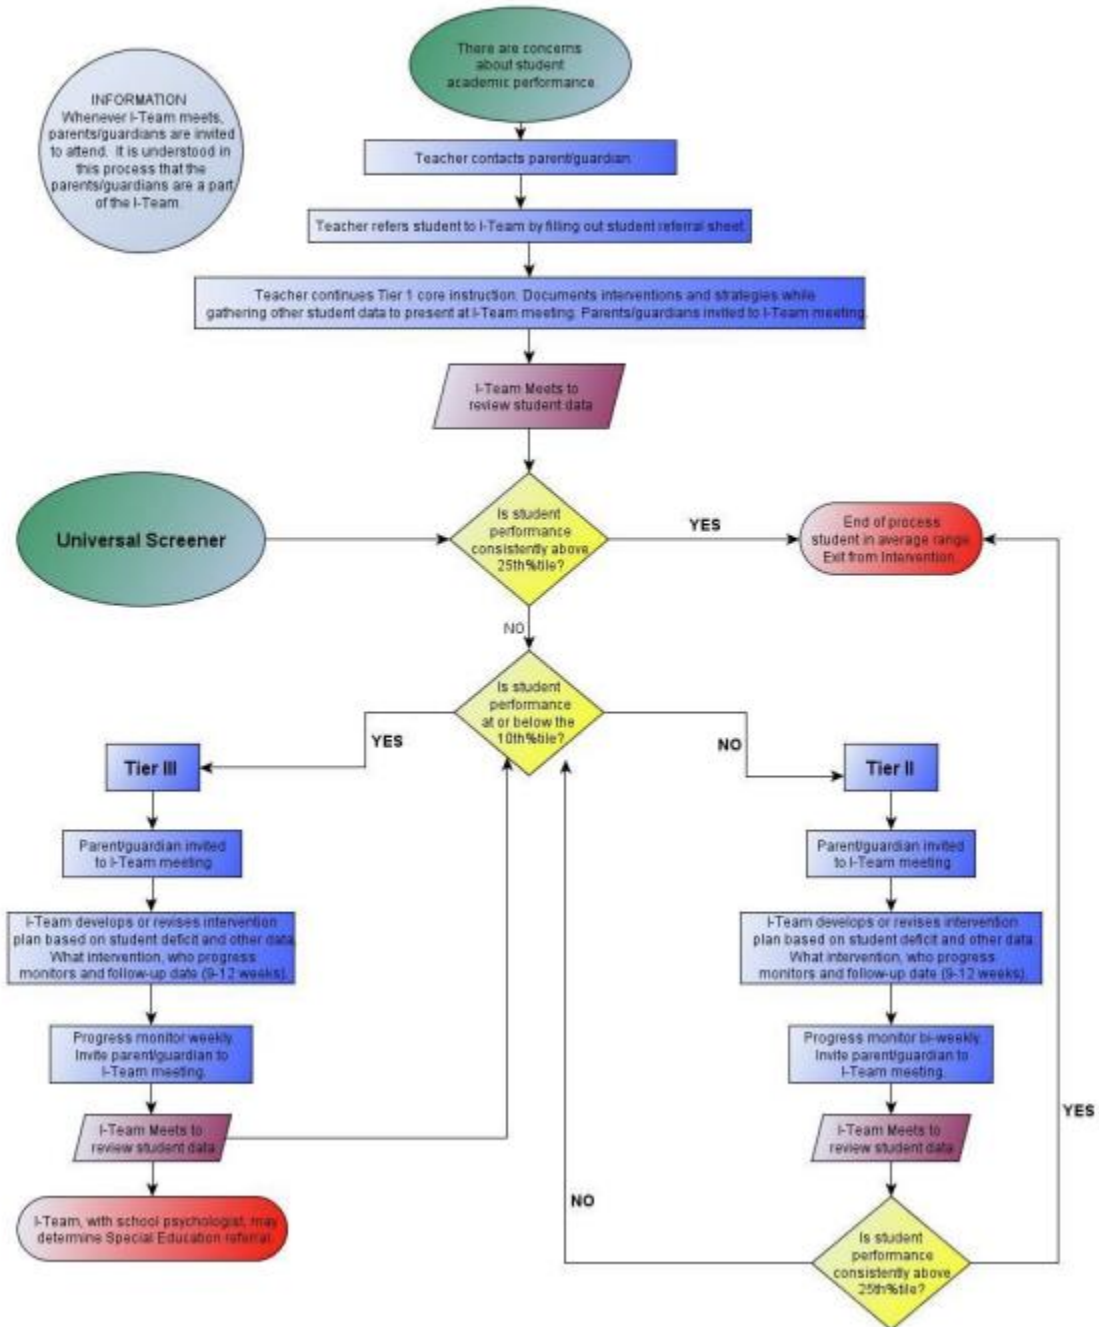 There are concerns
about student
academic performance
INFORMATION
Whenever I-Team meets,
parents/guardians are invited
to attend. It is understood in
this process that the
parents/guardians are a part
of the I-Team.
Teacher contacts parent/guardian
Teacher refers student to I-Team by filling out student referral sheet
Teacher continues Tier 1 core instruction. Documents interventions and strategies while
gathering other student data to present at I-Team meeting. Parents/guardians invited to I-Team meeting.
I-Team Meets to
review student data
Universal Screener
Is student
performance
consistently above
25th%tile?
YES
End of process
student in average range
Exit from Intervention
NO
Is student
performance
at or below the
10th%tile?
YES
NO
Tier III
Parent/guardian invited
to I-Team meeting
I-Team develops or revises intervention
plan based on student deficit and other data.
What intervention, who progress
monitors and follow-up date (9-12 weeks).
Progress monitor weekly.
Invite parent/guardian to
I-Team meeting.
I-Team Meets to
review student data
I-Team, with school psychologist, may
determine Special Education referral.
Tier II
Parent/guardian invited
to I-Team meeting
I-Team develops or revises intervention
plan based on student deficit and other data
What intervention, who progress
monitors and follow-up date (9-12 weeks).
Progress monitor bi-weekly.
Invite parent/guardian to
I-Team meeting.
I-Team Meets to
review student data
Is student
performance
consistently above
25th%tile?
NO
YES